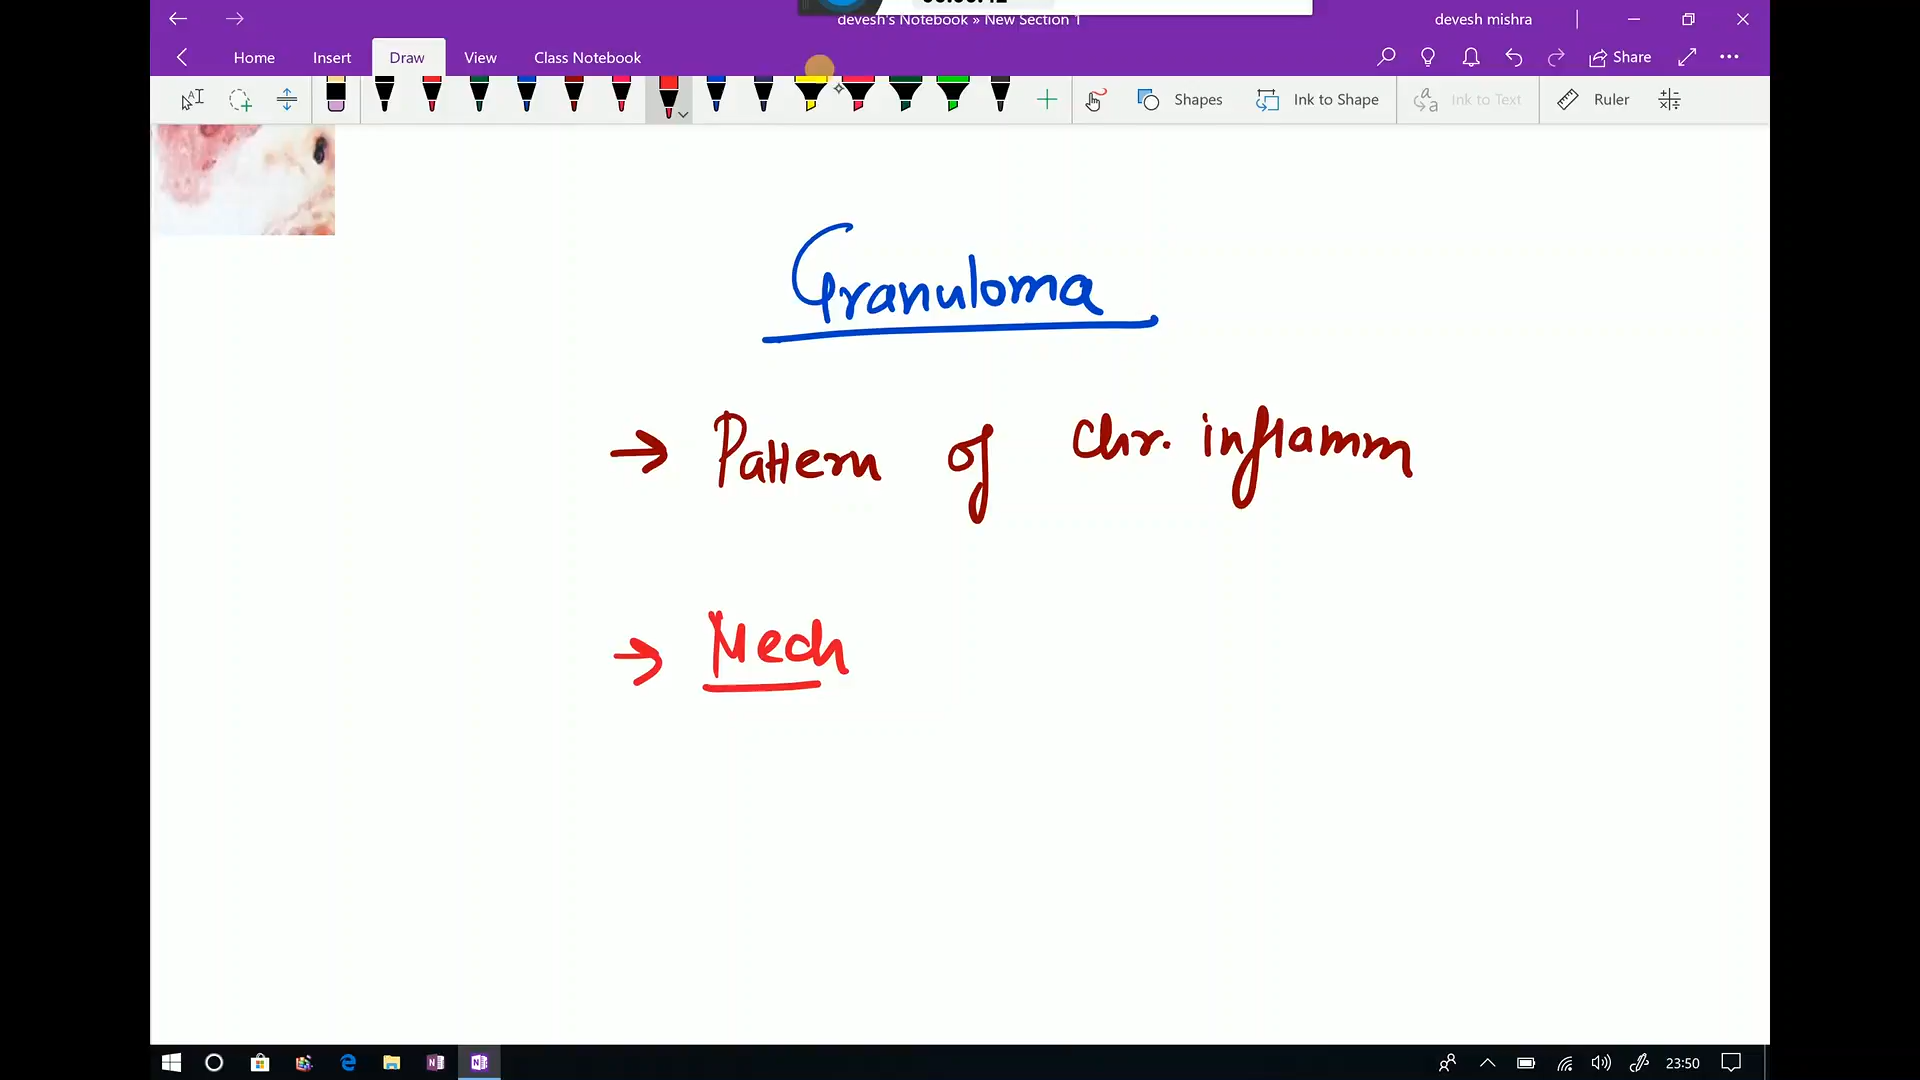 devesh's Notebook » New Section 1
devesh mishra
Home Insert Draw View Class Notebook Share
Shapes Ink to Shape Ink to Text Ruler
Granuloma
→ Pattern of chr. inflamm
→ Mech
23:50